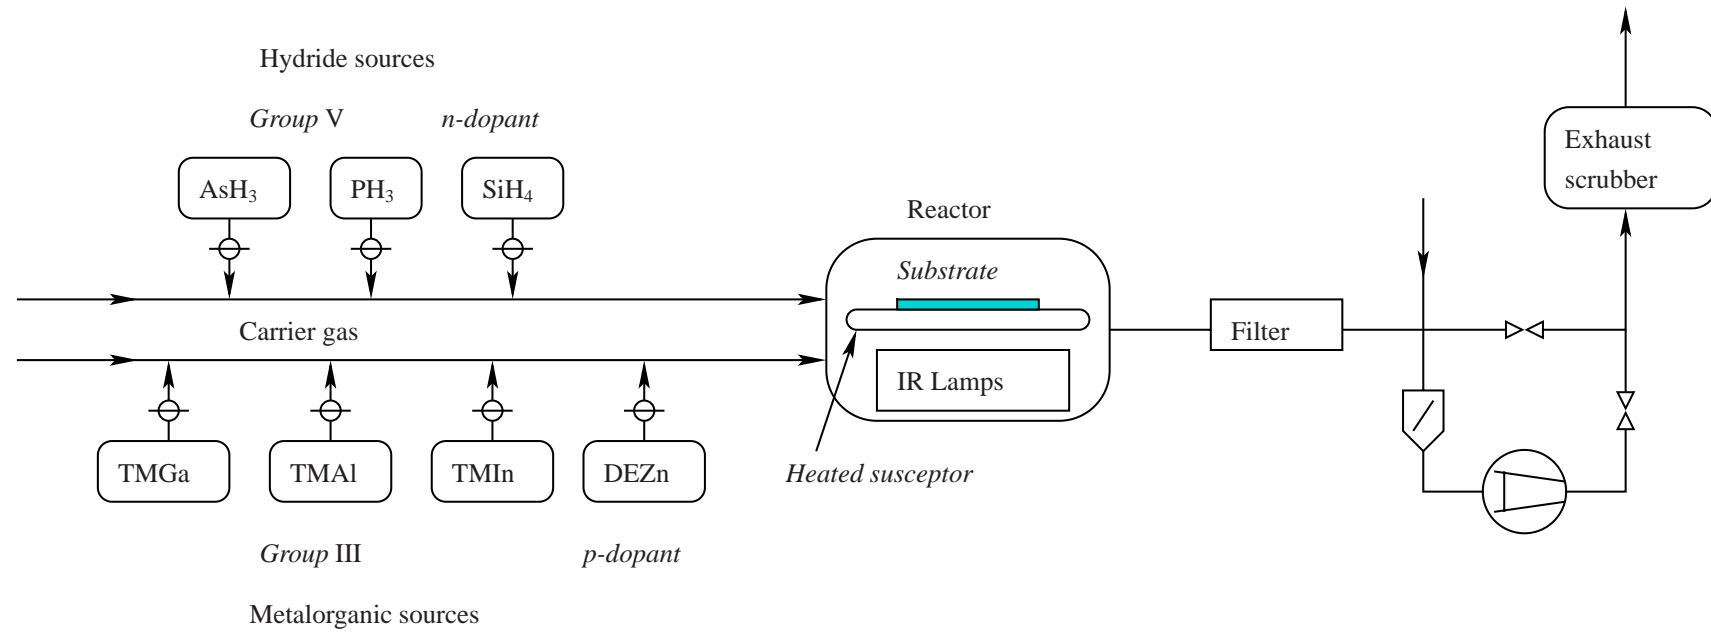 Hydride sources
Group V
n-dopant
AsH₃
PH₃
SiH₄
Reactor
Exhaust
scrubber
Substrate
Carrier gas
Filter
IR Lamps
TMGa
TMAl
TMIn
DEZn
Heated susceptor
Group III
p-dopant
Metalorganic sources